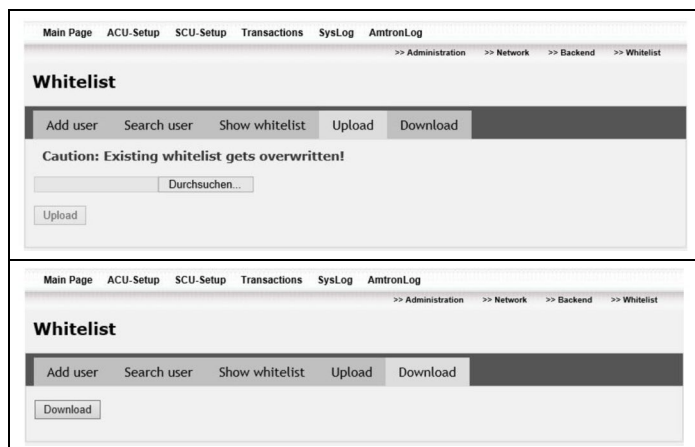 Main Page ACU-Setup SCU-Setup Transactions SysLog AmtronLog
>> Administration >> Network >> Backend >> Whitelist
Whitelist
Add user Search user Show whitelist Upload Download
Caution: Existing whitelist gets overwritten!
Durchsuchen...
Upload
Main Page ACU-Setup SCU-Setup Transactions SysLog AmtronLog
>> Administration >> Network >> Backend >> Whitelist
Whitelist
Add user Search user Show whitelist Upload Download
Download